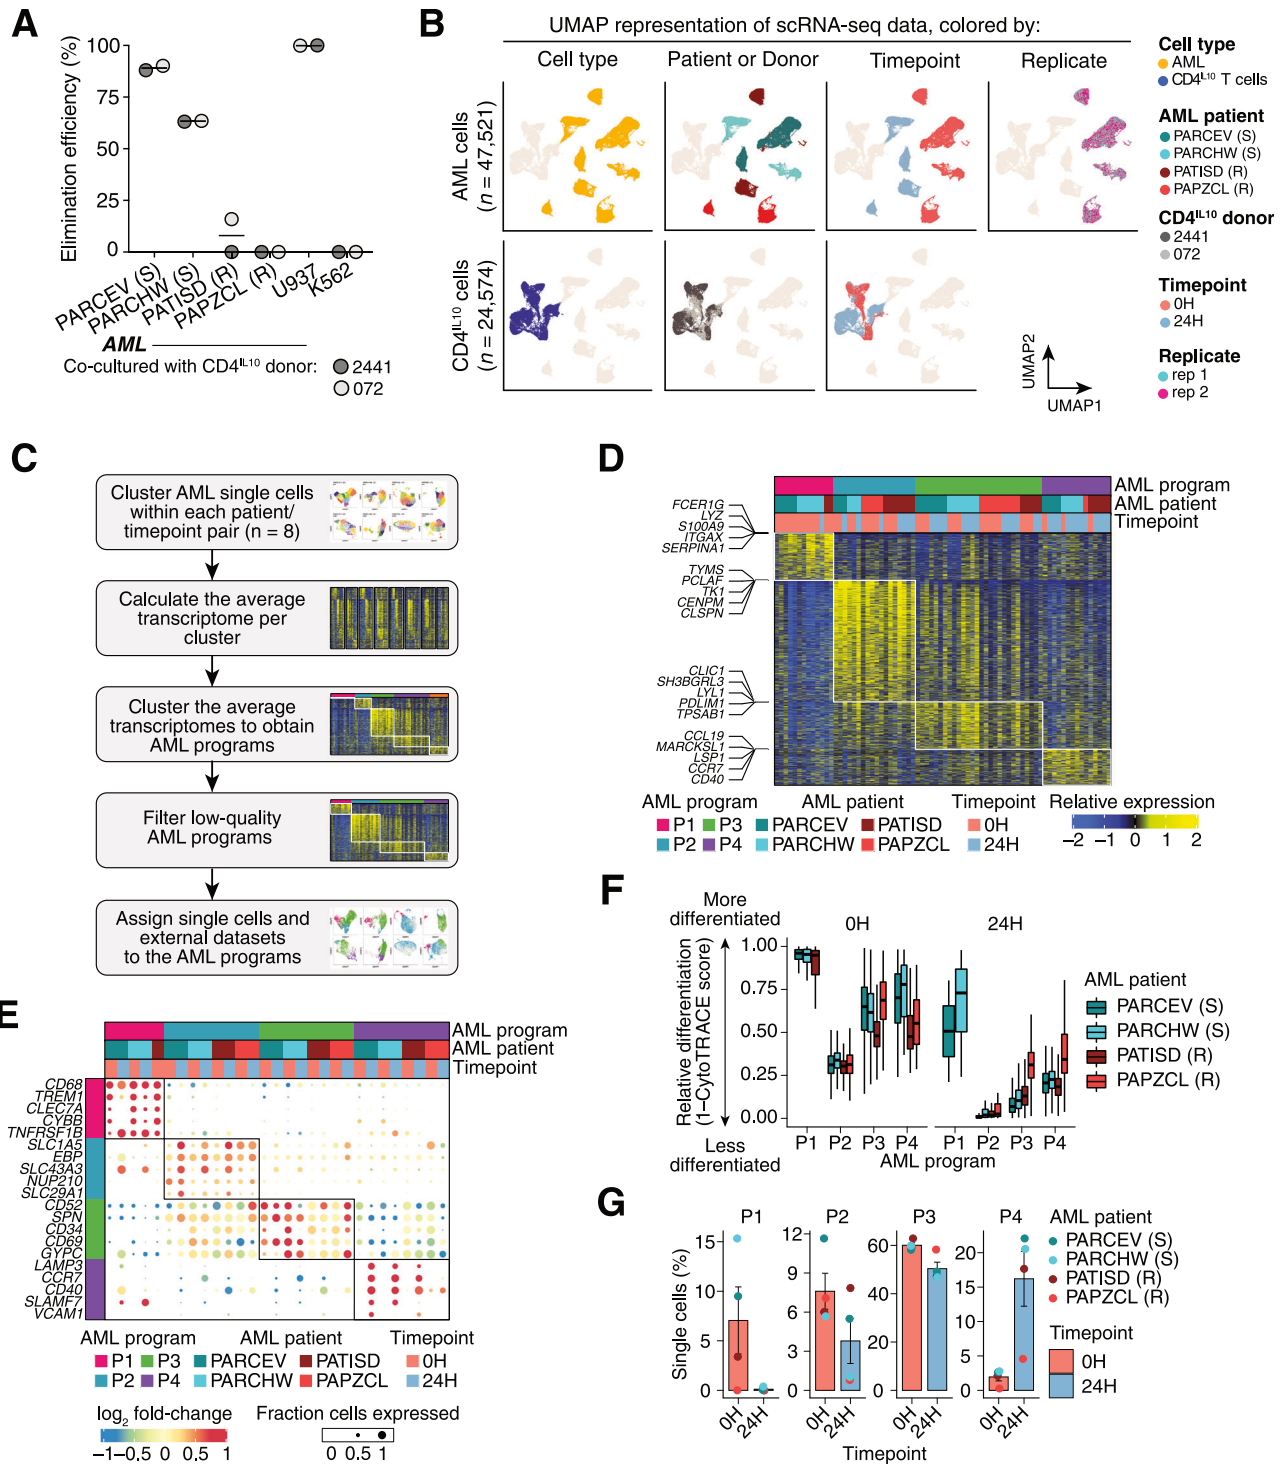 A
Elimination efficiency (%)
100
75
50
25
0
PARCEV (S)
PARCHW (S)
PATISD (R)
PAPZCL (R)
U937
K562
AML
Co-cultured with CD4IL10 donor:
2441
072
B
UMAP representation of scRNA-seq data, colored by:
Cell type
Patient or Donor
Timepoint
Replicate
AML cells
(n = 47,521)
CD4IL10 cells
(n = 24,574)
UMAP2
UMAP1
Cell type
AML
CD4IL10 T cells
AML patient
PARCEV (S)
PARCHW (S)
PATISD (R)
PAPZCL (R)
CD4IL10 donor
2441
072
Timepoint
0H
24H
Replicate
rep 1
rep 2
C
Cluster AML single cells
within each patient/
timepoint pair (n = 8)
Calculate the average
transcriptome per
cluster
Cluster the average
transcriptomes to obtain
AML programs
Filter low-quality
AML programs
Assign single cells and
external datasets
to the AML programs
D
AML program
AML patient
Timepoint
FCER1G
LYZ
S100A9
ITGAX
SERPINA1
TYMS
PCLAF
TK1
CENPM
CLSPN
CLIC1
SH3BGRL3
LYL1
PDLIM1
TPSAB1
CCL19
MARCKSL1
LSP1
CCR7
CD40
AML program
AML patient
Timepoint
Relative expression
P1
P3
PARCEV
PATISD
0H
P2
P4
PARCHW
PAPZCL
24H
−2 −1 0 1 2
E
AML program
AML patient
Timepoint
CD68
TREM1
CLEC7A
CYBB
TNFRSF1B
SLC1A5
EBP
SLC43A3
NUP210
SLC29A1
CD52
SPN
CD34
CD69
GYPC
LAMP3
CCR7
CD40
SLAMF7
VCAM1
AML program
AML patient
Timepoint
P1
P3
PARCEV
PATISD
0H
P2
P4
PARCHW
PAPZCL
24H
log2 fold-change
−1 −0.5 0 0.5 1
Fraction cells expressed
0 0.5 1
F
More
differentiated
0H
24H
Relative differentiation
(1−CytoTRACE score)
1.00
0.75
0.50
0.25
0.00
Less
differentiated
P1 P2 P3 P4
P1 P2 P3 P4
AML program
AML patient
PARCEV (S)
PARCHW (S)
PATISD (R)
PAPZCL (R)
G
P1
P2
P3
P4
Single cells (%)
15
10
5
0
12
9
6
3
0
60
40
20
0
20
15
10
5
0
0H
24H
0H
24H
0H
24H
0H
24H
Timepoint
AML patient
PARCEV (S)
PARCHW (S)
PATISD (R)
PAPZCL (R)
Timepoint
0H
24H